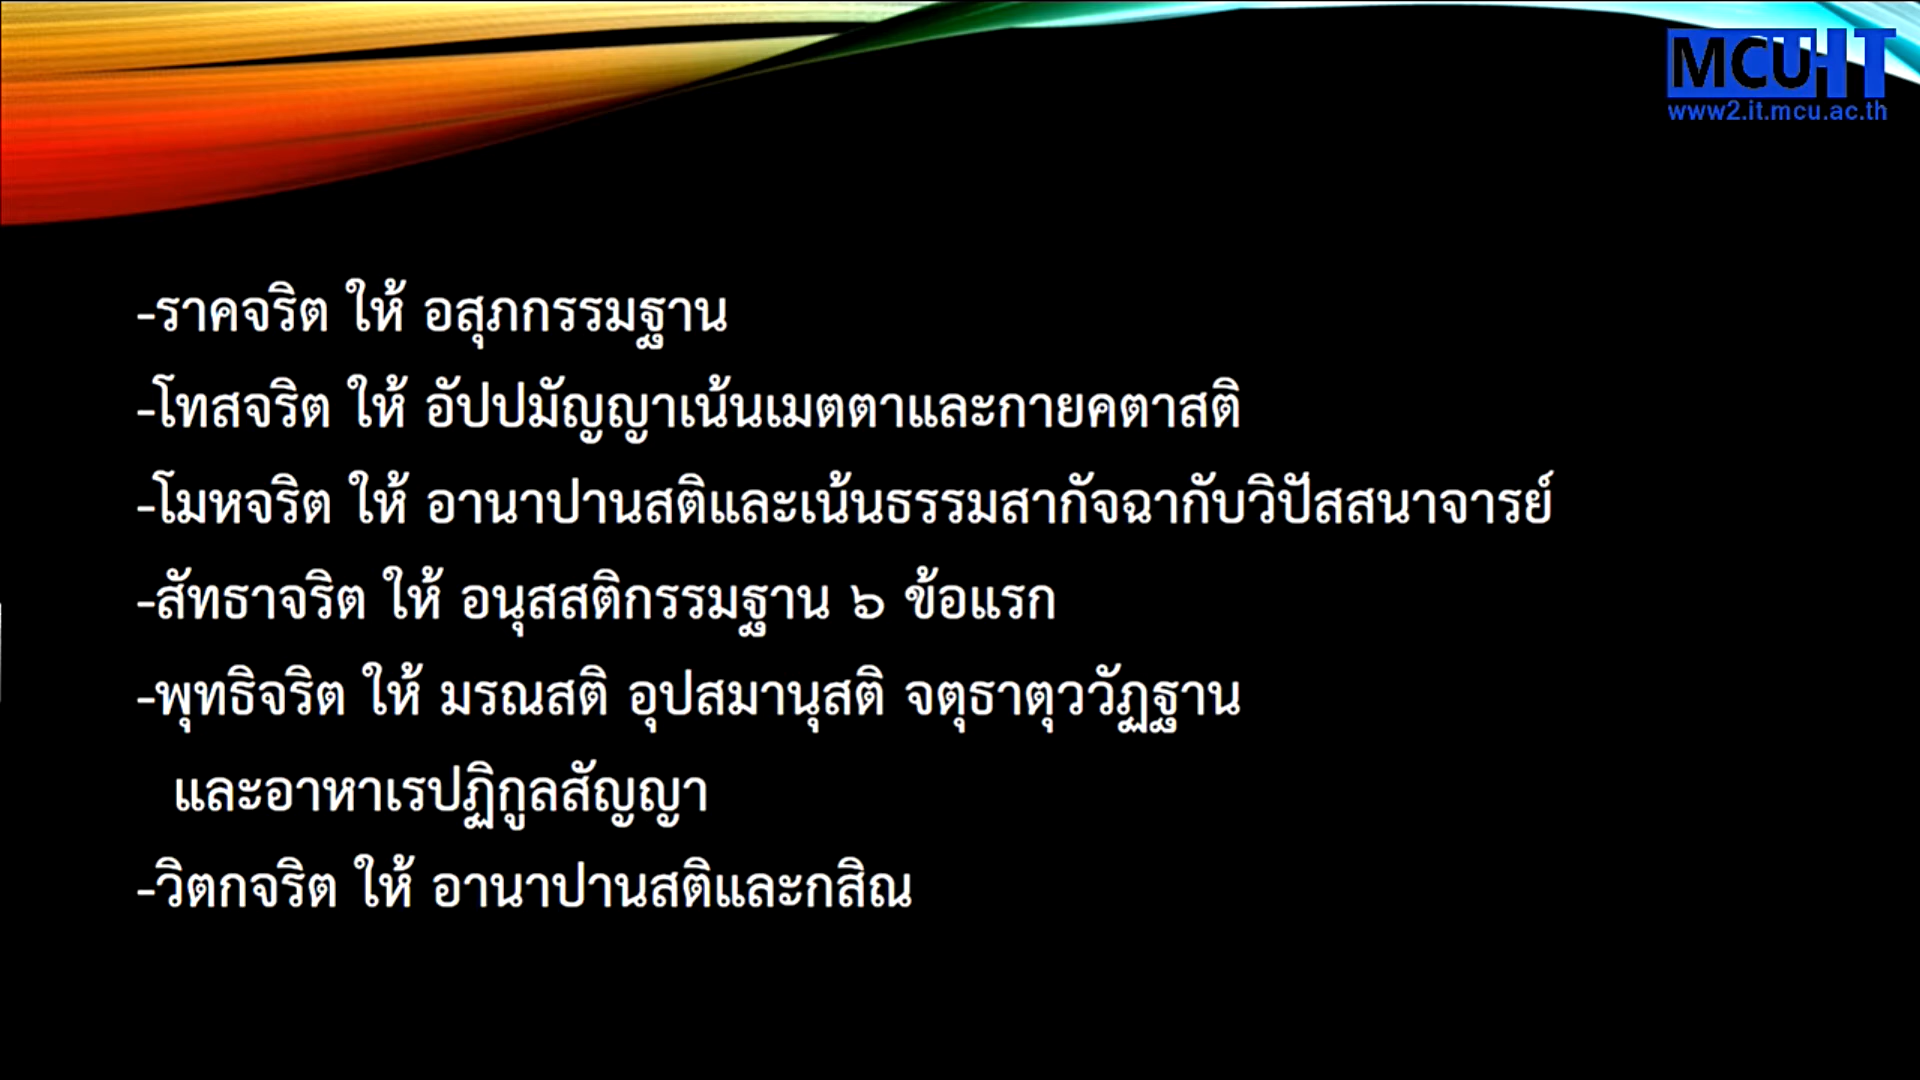 MCU-IT
www2.it.mcu.ac.th
-ราคจริต ให้ อสุภกรรมฐาน
-โทสจริต ให้ อัปปมัญญาเน้นเมตตาและกายคตาสติ
-โมหจริต ให้ อานาปานสติและเน้นธรรมสากัจฉากับวิปัสสนาจารย์
-สัทธาจริต ให้ อนุสสติกรรมฐาน ๖ ข้อแรก
-พุทธิจริต ให้ มรณสติ อุปสมานุสติ จตุธาตุววัฏฐาน
และอาหาเรปฏิกูลสัญญา
-วิตกจริต ให้ อานาปานสติและกสิณ